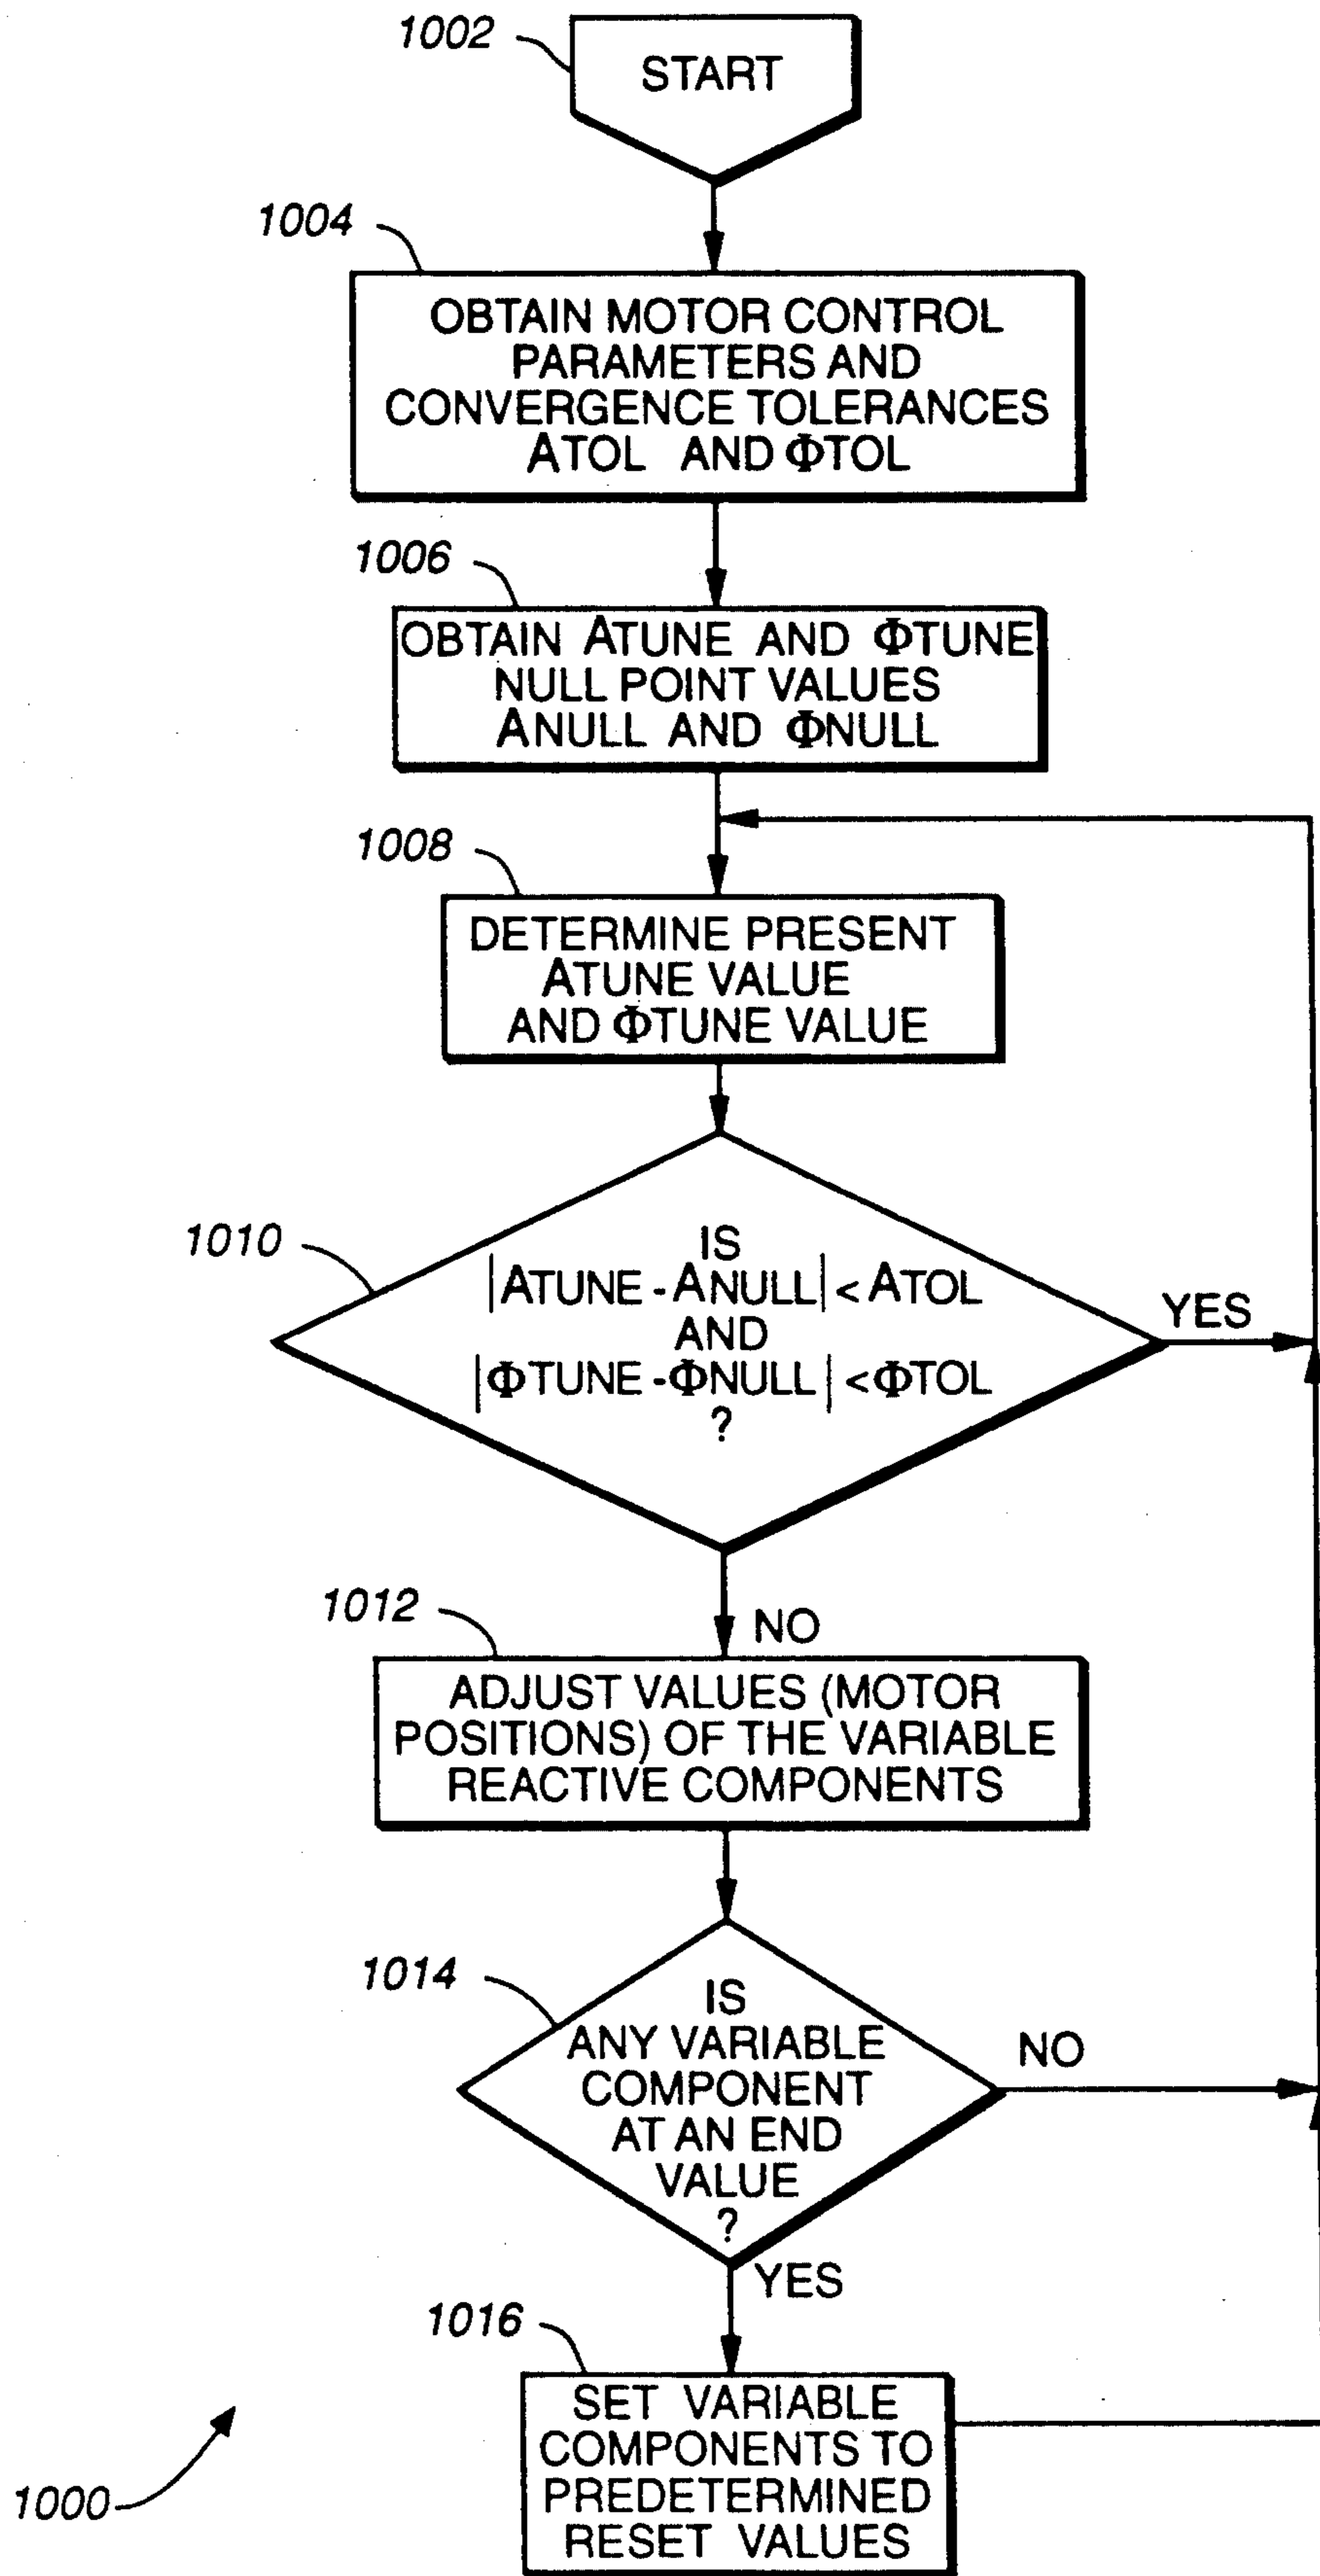 1002
START
1004
OBTAIN MOTOR CONTROL
PARAMETERS AND
CONVERGENCE TOLERANCES
ATOL AND ΦTOL
1006
OBTAIN ATUNE AND ΦTUNE
NULL POINT VALUES
ANULL AND ΦNULL
1008
DETERMINE PRESENT
ATUNE VALUE
AND ΦTUNE VALUE
1010
IS
|ATUNE - ANULL| < ATOL
AND
|ΦTUNE - ΦNULL| < ΦTOL
?
YES
NO
1012
ADJUST VALUES (MOTOR
POSITIONS) OF THE VARIABLE
REACTIVE COMPONENTS
1014
IS
ANY VARIABLE
COMPONENT
AT AN END
VALUE
?
NO
YES
1016
SET VARIABLE
COMPONENTS TO
PREDETERMINED
RESET VALUES
1000